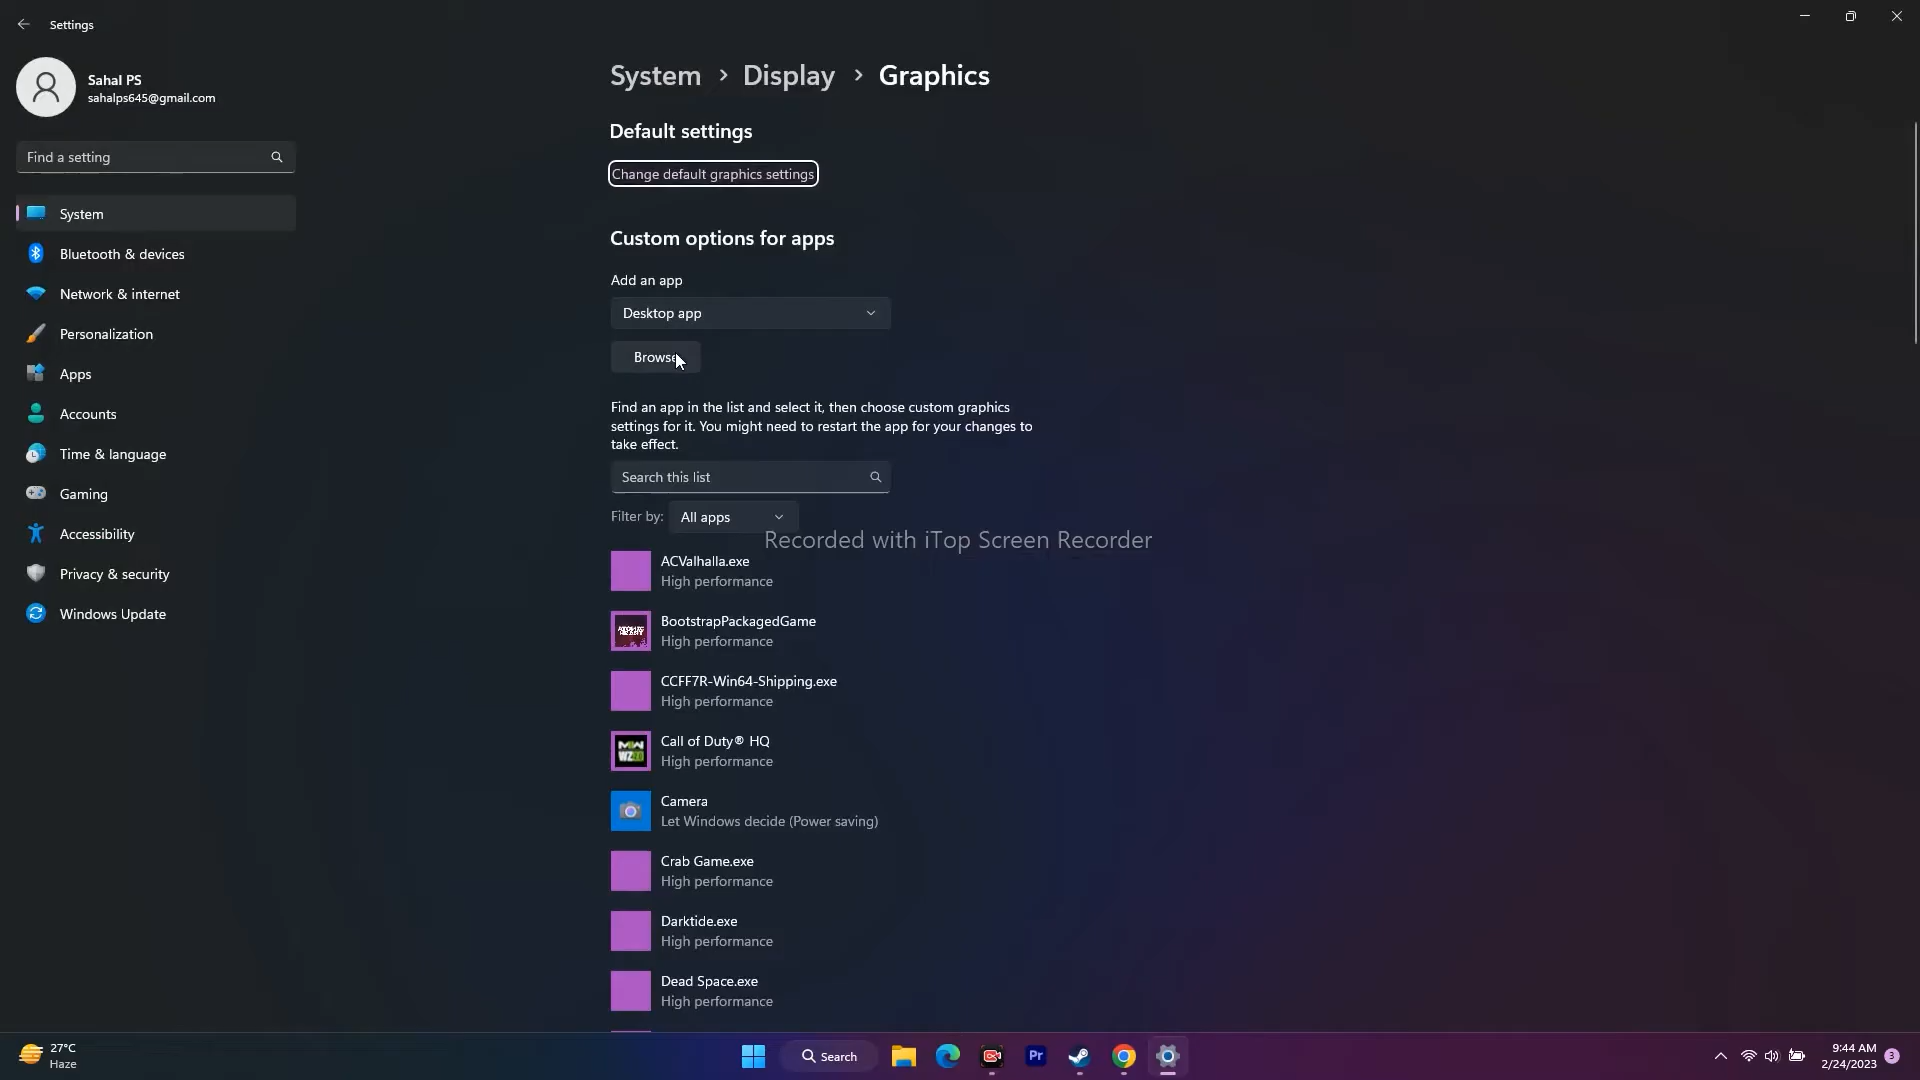 Settings
Sahal PS
sahalps645@gmail.com
Find a setting
System
Bluetooth & devices
Network & internet
Personalization
Apps
Accounts
Time & language
Gaming
Accessibility
Privacy & security
Windows Update
System > Display > Graphics
Default settings
Change default graphics settings
Custom options for apps
Add an app
Desktop app
Browse
Find an app in the list and select it, then choose custom graphics
settings for it. You might need to restart the app for your changes to
take effect.
Search this list
Filter by: All apps
Recorded with iTop Screen Recorder
ACValhalla.exe
High performance
BootstrapPackagedGame
High performance
CCFF7R-Win64-Shipping.exe
High performance
MW
WZ2.0
Call of Duty® HQ
High performance
Camera
Let Windows decide (Power saving)
Crab Game.exe
High performance
Darktide.exe
High performance
Dead Space.exe
High performance
27°C
Haze
Search
Pr
9:44 AM
2/24/2023
3